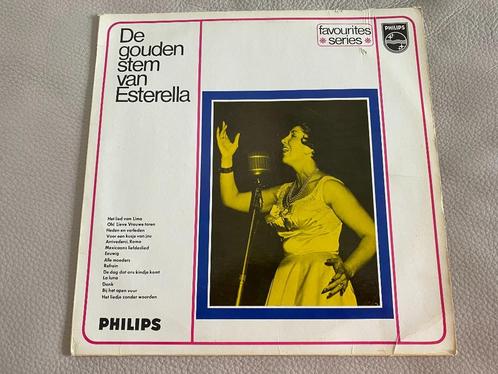 De
gouden
stem
van
Esterella
favourites
series
PHILIPS
Het lied van Lima
Oh! Lieve Vrouwe toren
Heden en verleden
Voor een kusje van jou
Arrivederci, Roma
Mexicaans liefdeslied
Eeuwig
Alle moeders
Refrain
De dag dat ons kindje komt
La luna
Dank
Bij het open vuur
Het liedje zonder woorden
PHILIPS